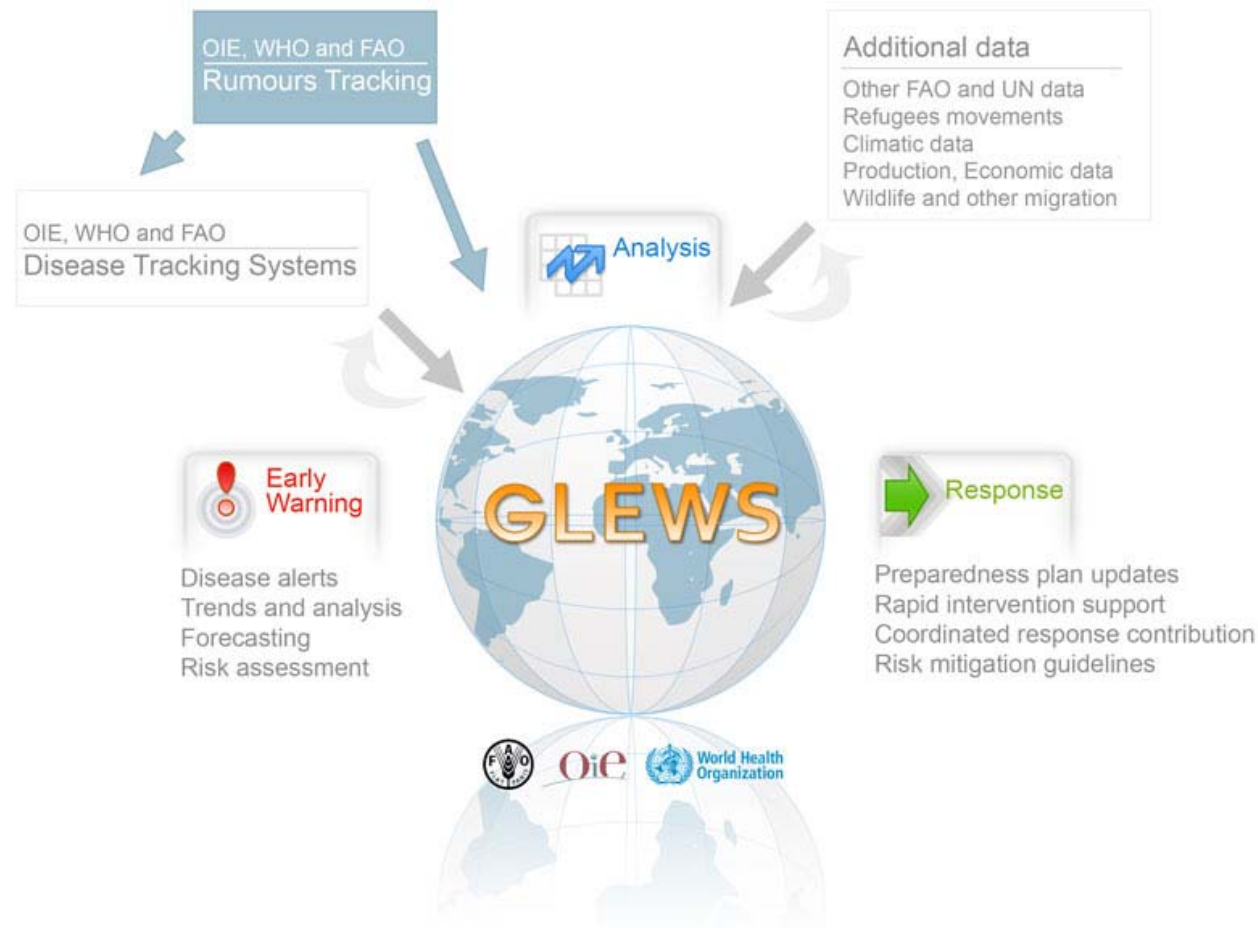 OIE, WHO and FAO
Rumours Tracking
Additional data
Other FAO and UN data
Refugees movements
Climatic data
Production, Economic data
Wildlife and other migration
OIE, WHO and FAO
Disease Tracking Systems
Analysis
GLEWS
Early
Warning
Disease alerts
Trends and analysis
Forecasting
Risk assessment
Response
Preparedness plan updates
Rapid intervention support
Coordinated response contribution
Risk mitigation guidelines
F A O
FIAT PANIS
OiE
World Health
Organization